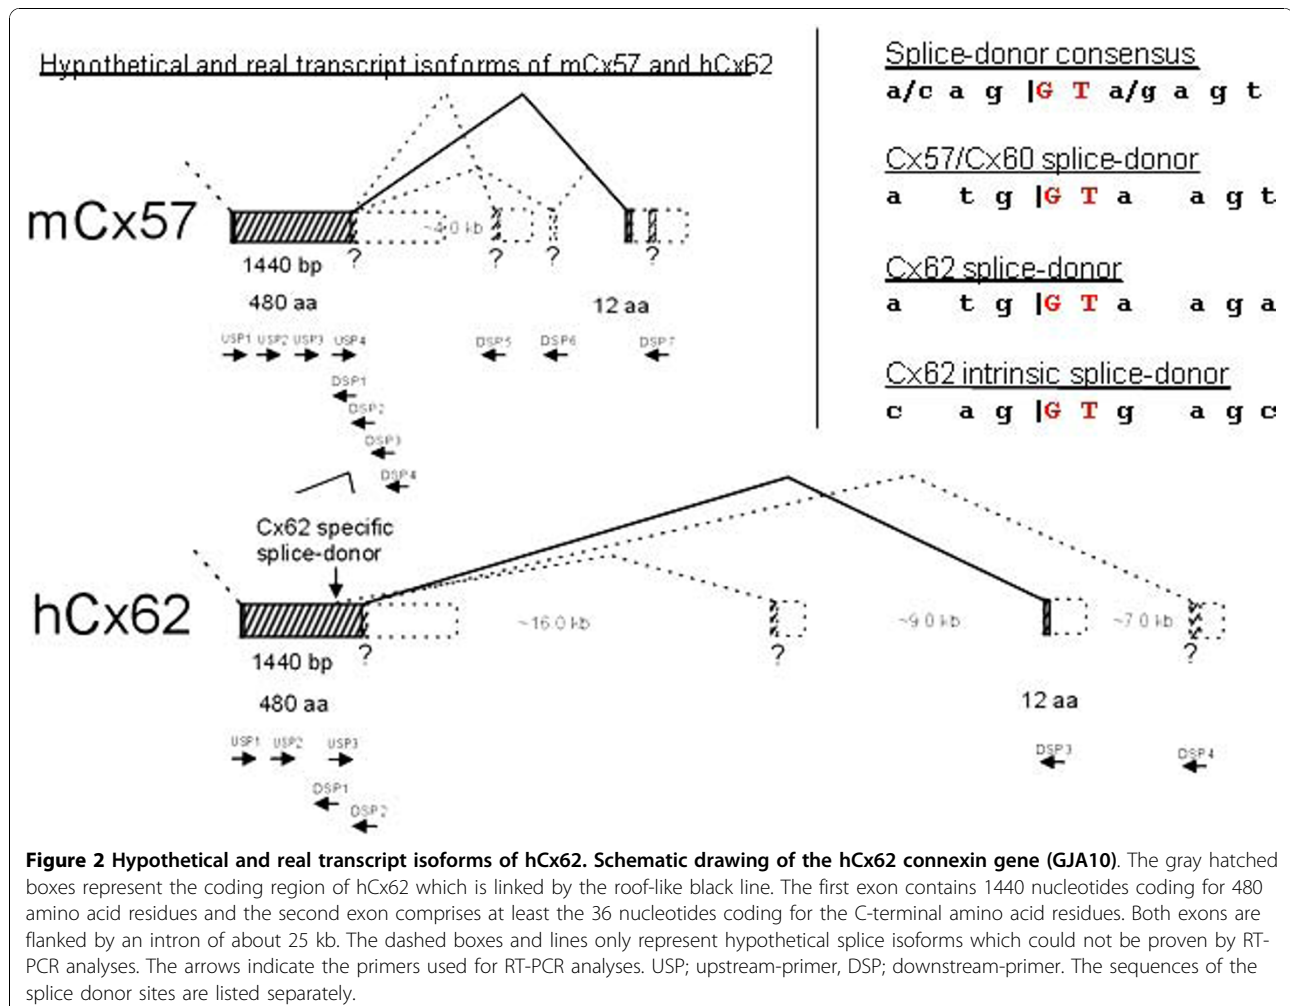 Hypothetical and real transcript isoforms of mCx57 and hCx62
mCx57
~4.0 kb
? ? ? ?
1440 bp
480 aa
12 aa
USP1 USP2 USP3 USP4
DSP5 DSP6 DSP7
DSP1
DSP2
DSP3
DSP4
Cx62 specific
splice-donor
hCx62
~16.0 kb
~9.0 kb
~7.0 kb
? ? ?
1440 bp
480 aa
12 aa
USP1 USP2 USP3
DSP3
DSP4
DSP1
DSP2
Splice-donor consensus
a/c a g |G T a/g a g t
Cx57/Cx60 splice-donor
a t g |G T a a g t
Cx62 splice-donor
a t g |G T a a g a
Cx62 intrinsic splice-donor
c a g |G T g a g c
Figure 2 Hypothetical and real transcript isoforms of hCx62. Schematic drawing of the hCx62 connexin gene (GJA10). The gray hatched
boxes represent the coding region of hCx62 which is linked by the roof-like black line. The first exon contains 1440 nucleotides coding for 480
amino acid residues and the second exon comprises at least the 36 nucleotides coding for the C-terminal amino acid residues. Both exons are
flanked by an intron of about 25 kb. The dashed boxes and lines only represent hypothetical splice isoforms which could not be proven by RT-
PCR analyses. The arrows indicate the primers used for RT-PCR analyses. USP; upstream-primer, DSP; downstream-primer. The sequences of the
splice donor sites are listed separately.